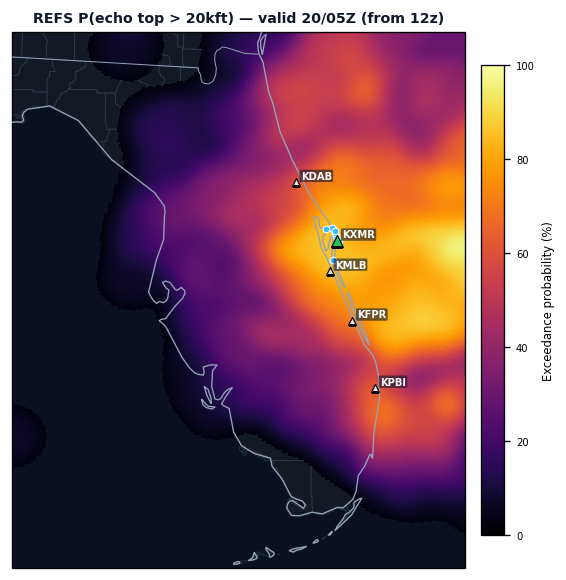 REFS P(echo top > 20kft) — valid 20/05Z (from 12z)
KDAB
KXMR
KMLB
KFPR
KPBI
100
80
60
40
20
0
Exceedance probability (%)